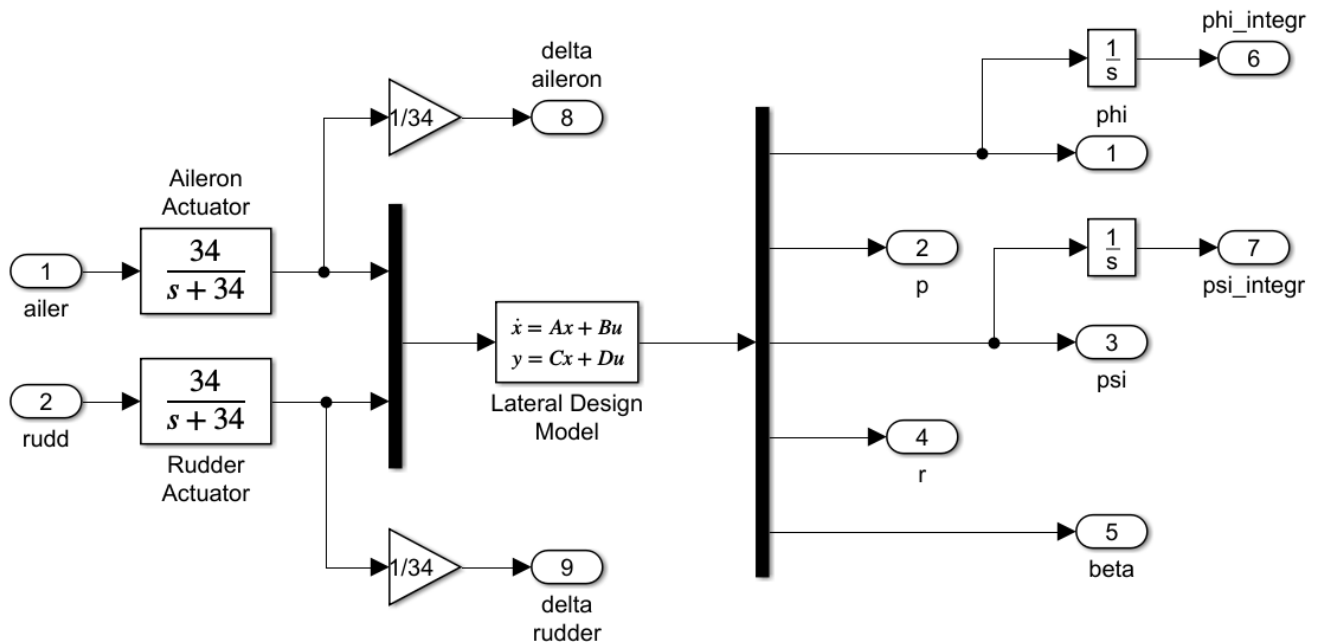 phi_integr
1
s
6
delta
aileron
1/34
8
phi
1
Aileron
Actuator
34
s + 34
1
ailer
2
p
1
s
7
psi_integr
ẋ = Ax + Bu
y = Cx + Du
Lateral Design
Model
3
psi
34
s + 34
2
rudd
Rudder
Actuator
4
r
1/34
9
delta
rudder
5
beta